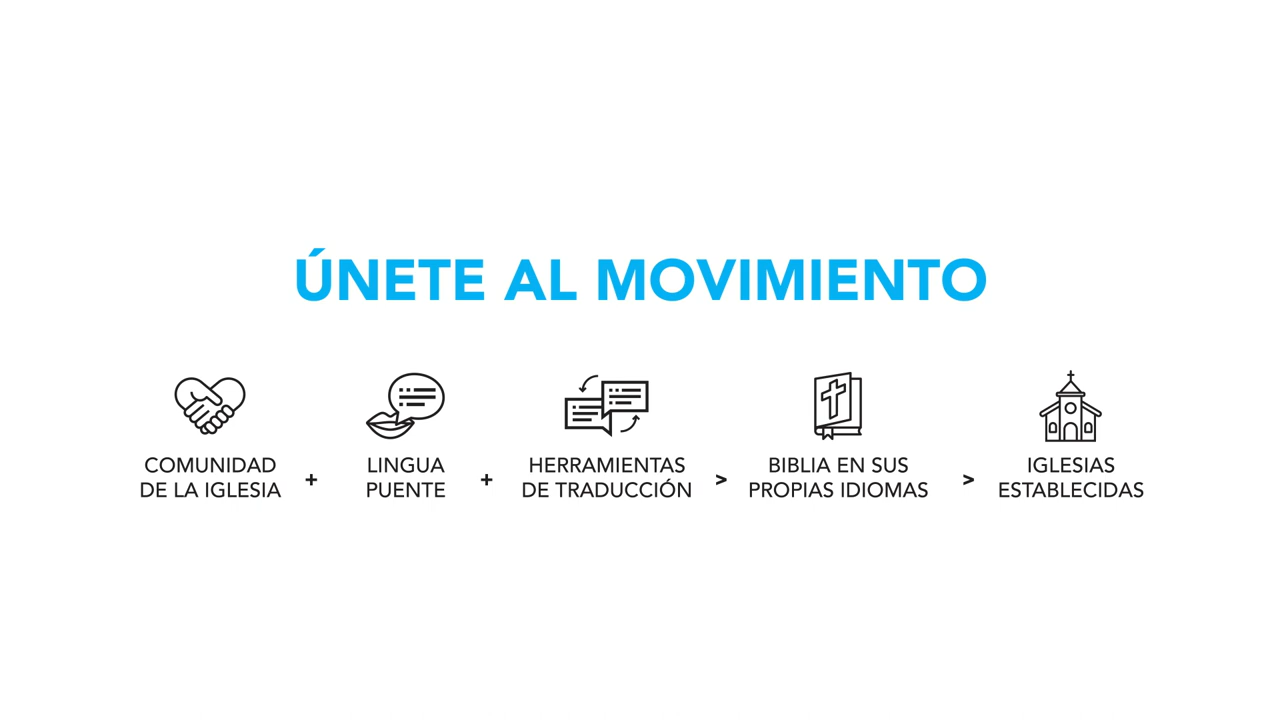 ÚNETE AL MOVIMIENTO
COMUNIDAD
DE LA IGLESIA
+
LINGUA
PUENTE
+
HERRAMIENTAS
DE TRADUCCIÓN
>
BIBLIA EN SUS
PROPIAS IDIOMAS
>
IGLESIAS
ESTABLECIDAS